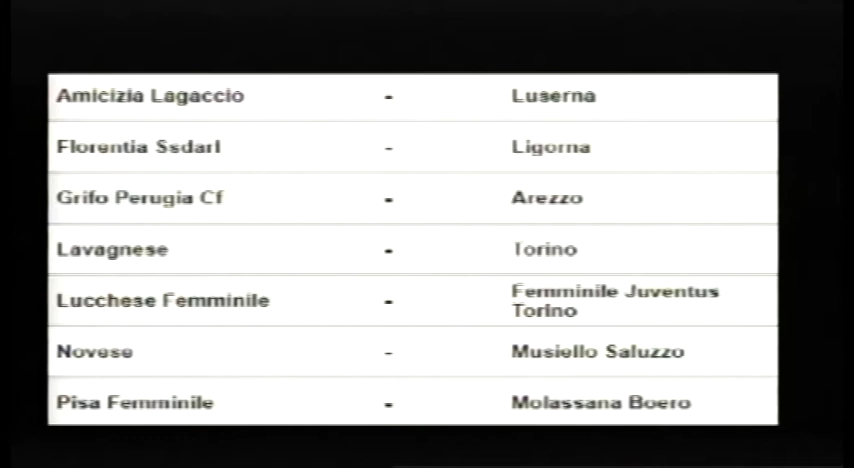 Amicizia Lagaccio - Luserna
Florentia Ssdarl - Ligorna
Grifo Perugia Cf - Arezzo
Lavagnese - Torino
Lucchese Femminile - Femminile Juventus
Torino
Novese - Musiello Saluzzo
Pisa Femminile - Molassana Boero